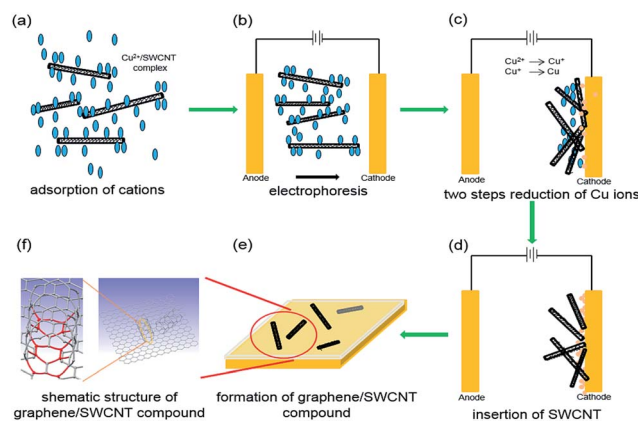 (a)
Cu²⁺/SWCNT
complex
adsorption of cations
(b)
Anode
Cathode
electrophoresis
(c)
Cu²⁺ → Cu⁺
Cu⁺ → Cu
Anode
Cathode
two steps reduction of Cu ions
(f)
shematic structure of
graphene/SWCNT compound
(e)
formation of graphene/SWCNT
compound
(d)
Anode
Cathode
insertion of SWCNT